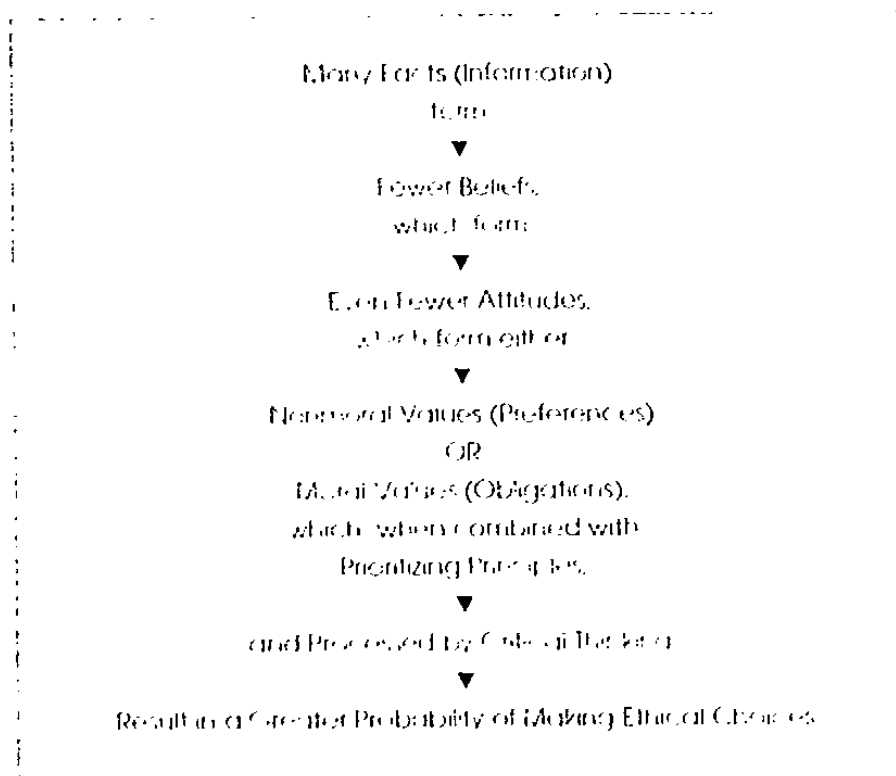 Many Facts (Information)
form
Fewer Beliefs,
which form
Even Fewer Attitudes,
which form either
Nonmoral Values (Preferences)
OR
Moral Values (Obligations),
which, when combined with
Prioritizing Principles,
and Processed by Critical Thinking
Result in a Greater Probability of Making Ethical Choices